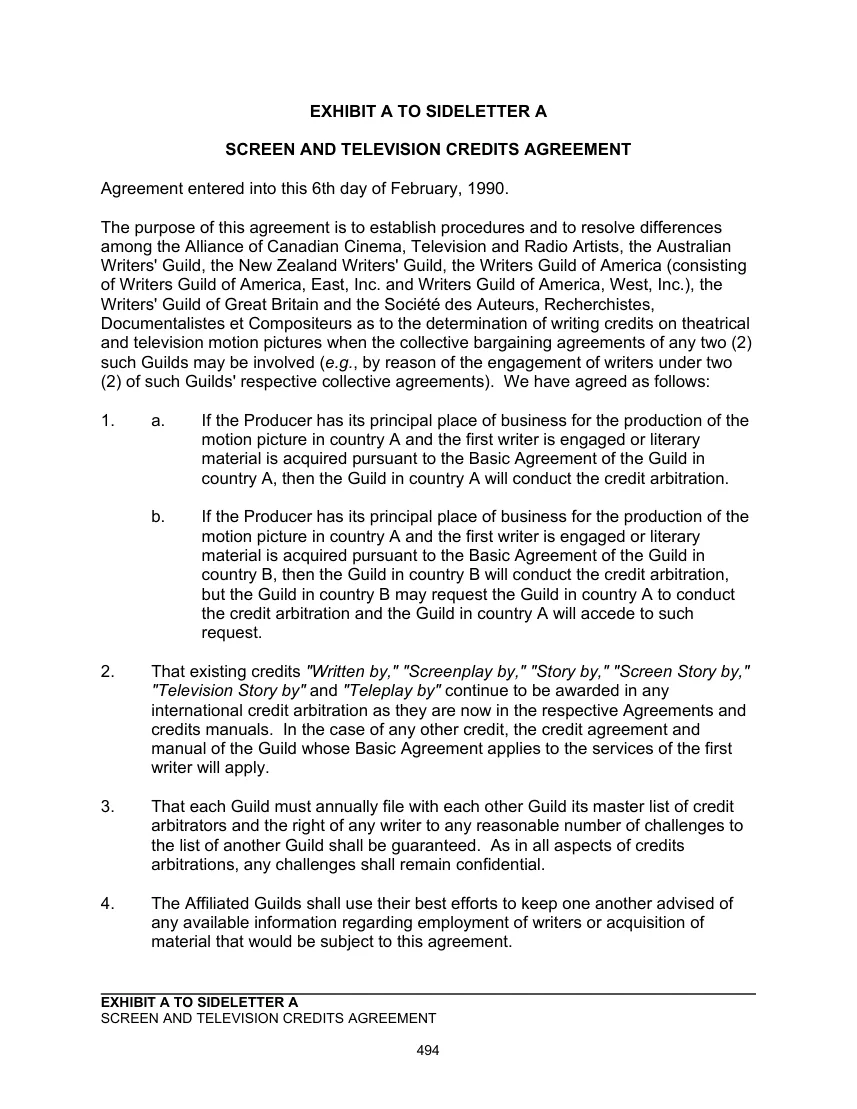 EXHIBIT A TO SIDELETTER A
SCREEN AND TELEVISION CREDITS AGREEMENT
Agreement entered into this 6th day of February, 1990.
The purpose of this agreement is to establish procedures and to resolve differences
among the Alliance of Canadian Cinema, Television and Radio Artists, the Australian
Writers' Guild, the New Zealand Writers' Guild, the Writers Guild of America (consisting
of Writers Guild of America, East, Inc. and Writers Guild of America, West, Inc.), the
Writers' Guild of Great Britain and the Société des Auteurs, Recherchistes,
Documentalistes et Compositeurs as to the determination of writing credits on theatrical
and television motion pictures when the collective bargaining agreements of any two (2)
such Guilds may be involved (e.g., by reason of the engagement of writers under two
(2) of such Guilds' respective collective agreements).  We have agreed as follows:
1. a. If the Producer has its principal place of business for the production of the
motion picture in country A and the first writer is engaged or literary
material is acquired pursuant to the Basic Agreement of the Guild in
country A, then the Guild in country A will conduct the credit arbitration.
b. If the Producer has its principal place of business for the production of the
motion picture in country A and the first writer is engaged or literary
material is acquired pursuant to the Basic Agreement of the Guild in
country B, then the Guild in country B will conduct the credit arbitration,
but the Guild in country B may request the Guild in country A to conduct
the credit arbitration and the Guild in country A will accede to such
request.
2. That existing credits "Written by," "Screenplay by," "Story by," "Screen Story by,"
"Television Story by" and "Teleplay by" continue to be awarded in any
international credit arbitration as they are now in the respective Agreements and
credits manuals.  In the case of any other credit, the credit agreement and
manual of the Guild whose Basic Agreement applies to the services of the first
writer will apply.
3. That each Guild must annually file with each other Guild its master list of credit
arbitrators and the right of any writer to any reasonable number of challenges to
the list of another Guild shall be guaranteed.  As in all aspects of credits
arbitrations, any challenges shall remain confidential.
4. The Affiliated Guilds shall use their best efforts to keep one another advised of
any available information regarding employment of writers or acquisition of
material that would be subject to this agreement.
EXHIBIT A TO SIDELETTER A
SCREEN AND TELEVISION CREDITS AGREEMENT
494